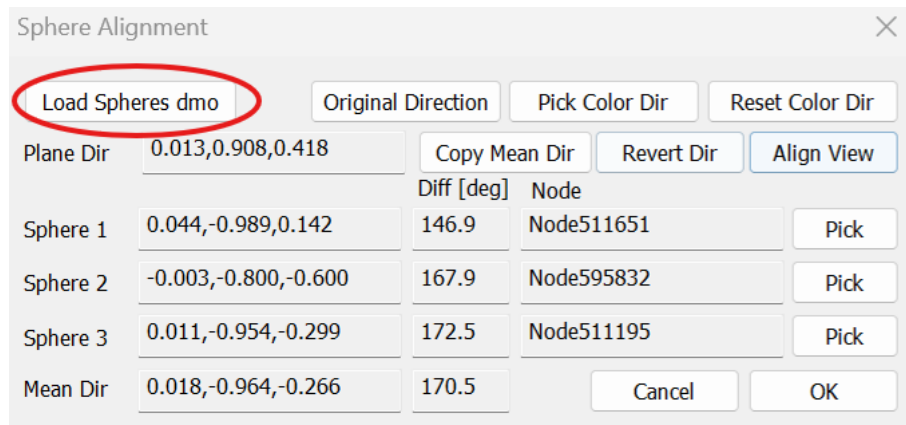 Sphere Alignment
Load Spheres dmo Original Direction Pick Color Dir Reset Color Dir
Plane Dir 0.013,0.908,0.418 Copy Mean Dir Revert Dir Align View
Diff [deg] Node
Sphere 1 0.044,-0.989,0.142 146.9 Node511651 Pick
Sphere 2 -0.003,-0.800,-0.600 167.9 Node595832 Pick
Sphere 3 0.011,-0.954,-0.299 172.5 Node511195 Pick
Mean Dir 0.018,-0.964,-0.266 170.5 Cancel OK